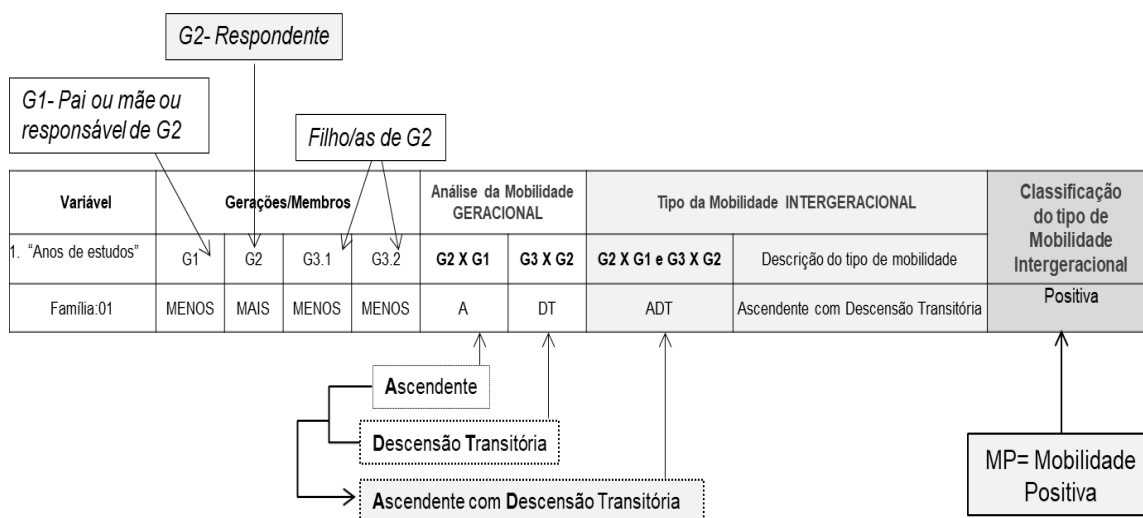 G2- Respondente
G1- Pai ou mãe ou
responsável de G2
Filho/as de G2
Variável
Gerações/Membros
Análise da Mobilidade
GERACIONAL
Tipo da Mobilidade INTERGERACIONAL
Classificação
do tipo de
Mobilidade
Intergeracional
1. “Anos de estudos”
G1
G2
G3.1
G3.2
G2 X G1
G3 X G2
G2 X G1 e G3 X G2
Descrição do tipo de mobilidade
Família:01
MENOS
MAIS
MENOS
MENOS
A
DT
ADT
Ascendente com Descensão Transitória
Positiva
Ascendente
Descensão Transitória
Ascendente com Descensão Transitória
MP= Mobilidade
Positiva